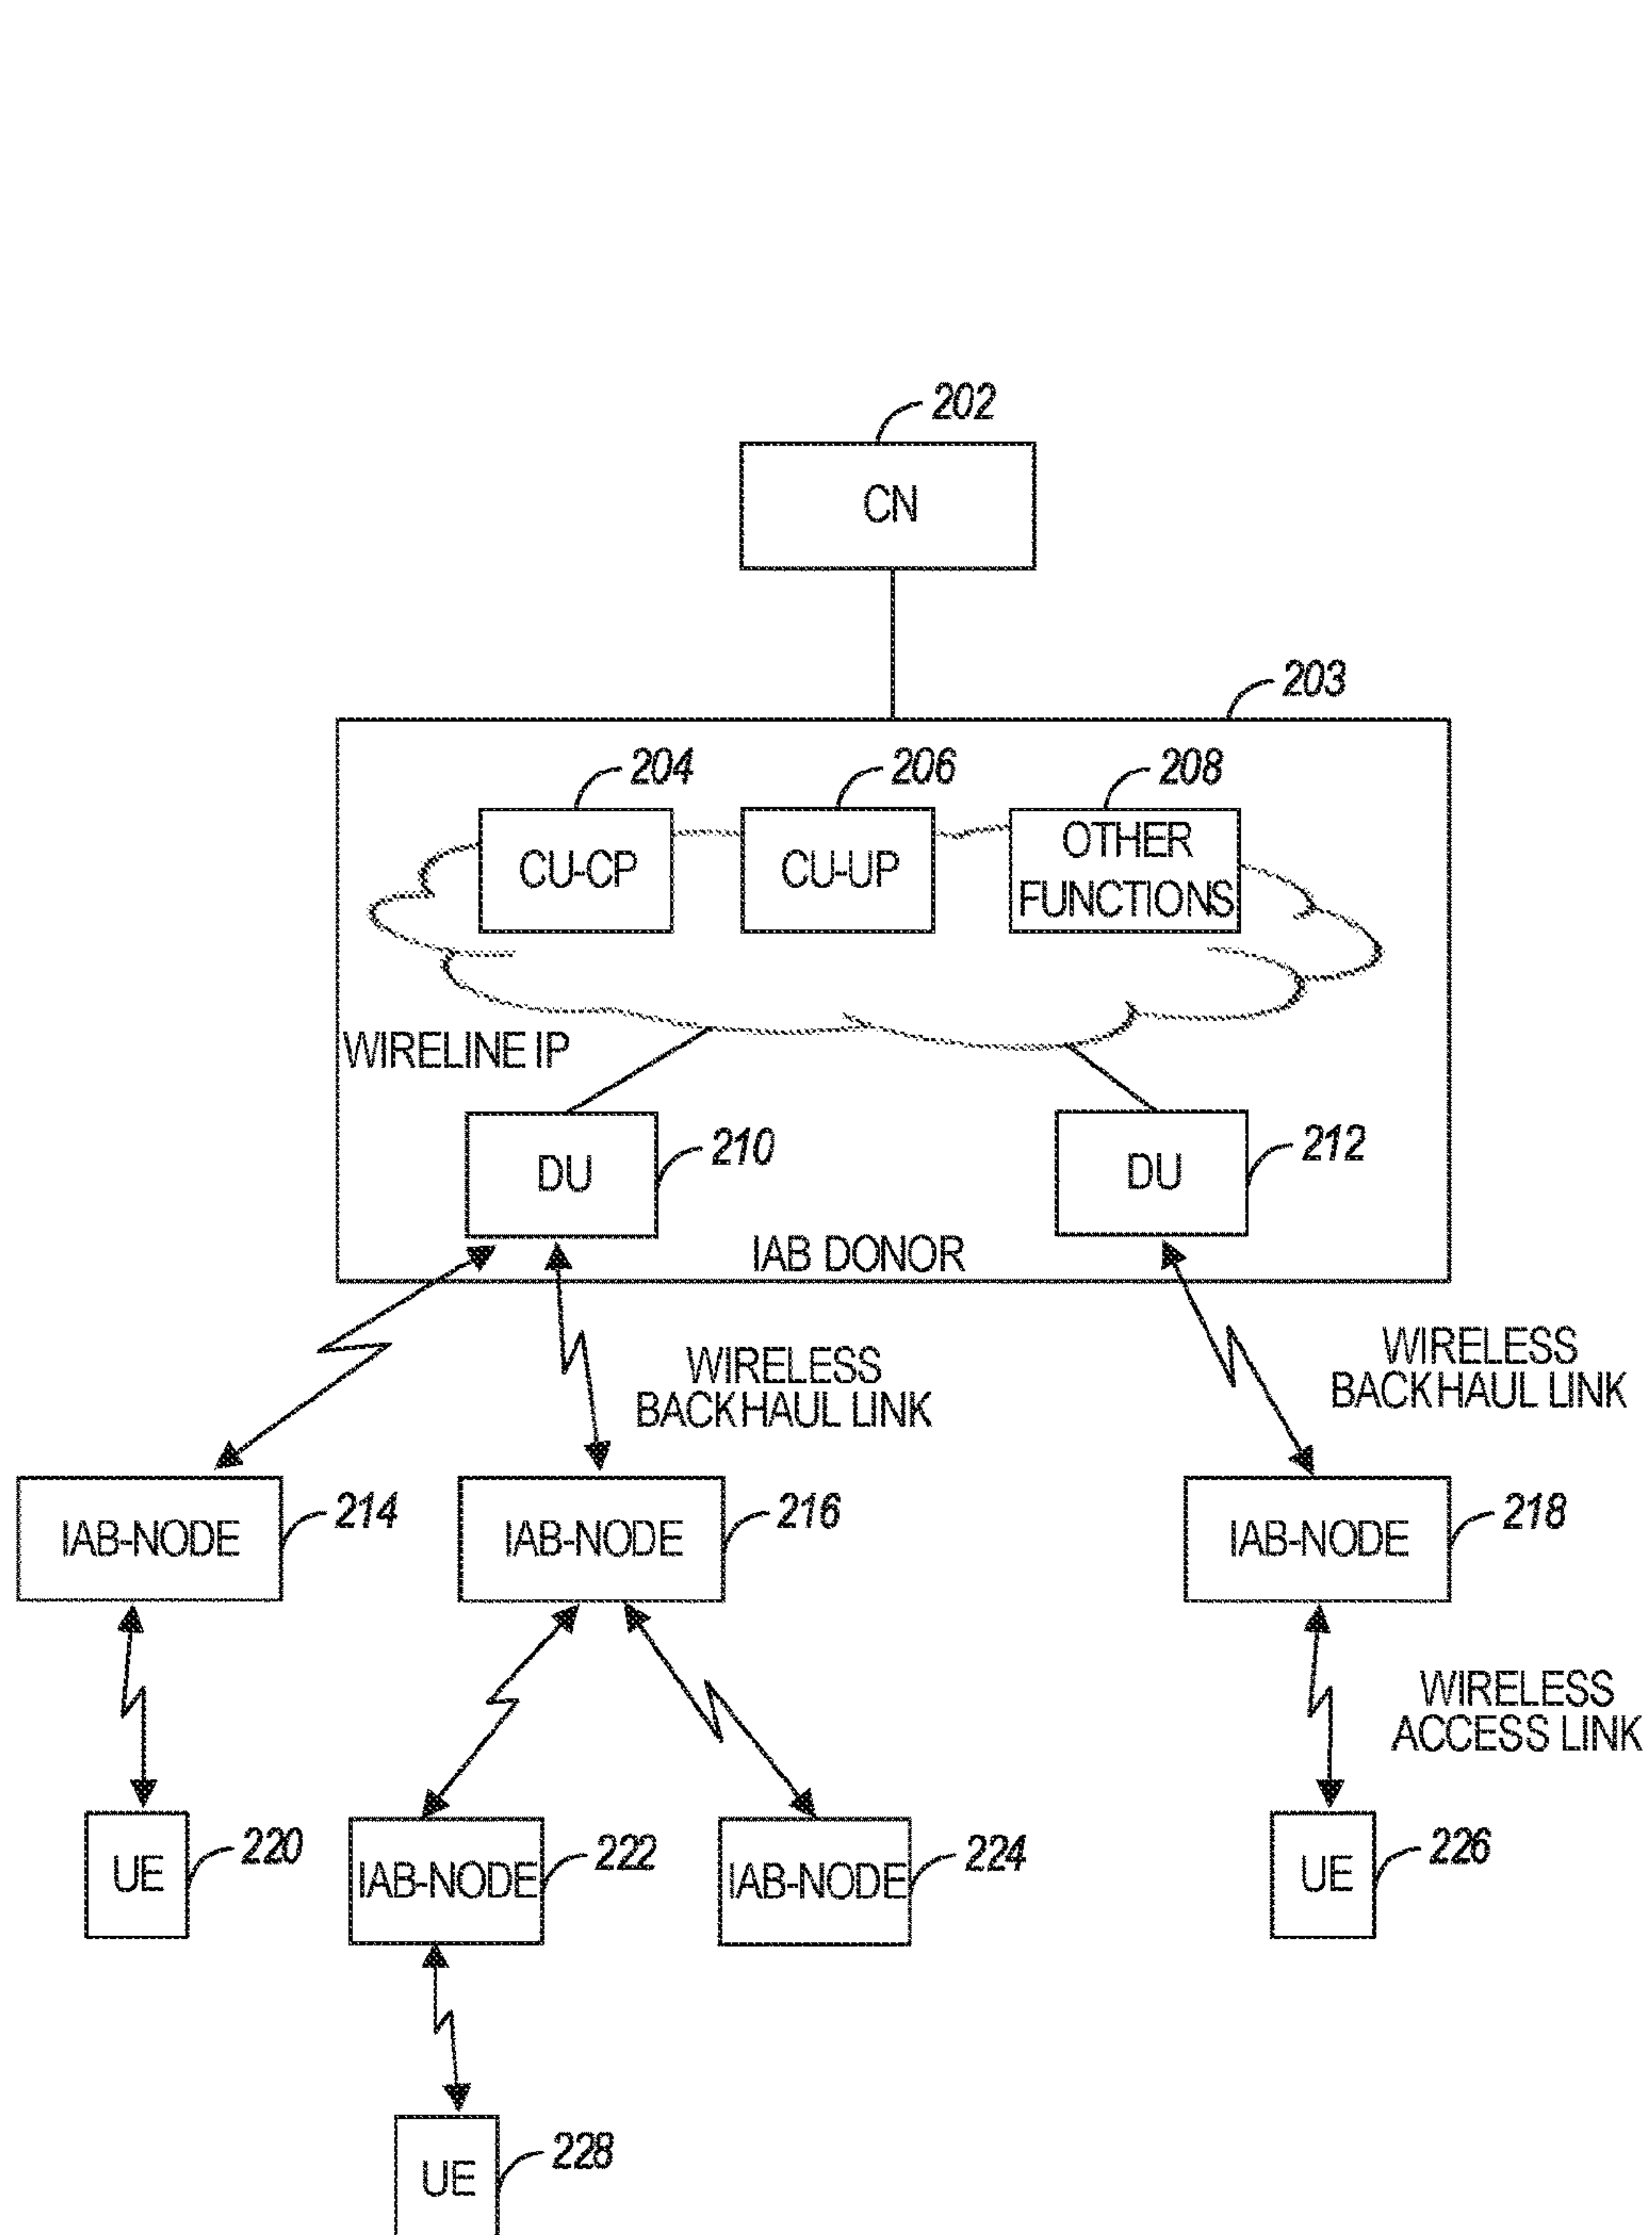 202
CN
203
204
206
208
CU-CP
CU-UP
OTHER
FUNCTIONS
WIRELINE IP
DU
210
DU
212
IAB DONOR
WIRELESS
BACKHAUL LINK
WIRELESS
BACKHAUL LINK
IAB-NODE
214
IAB-NODE
216
IAB-NODE
218
WIRELESS
ACCESS LINK
UE
220
IAB-NODE
222
IAB-NODE
224
UE
226
UE
228